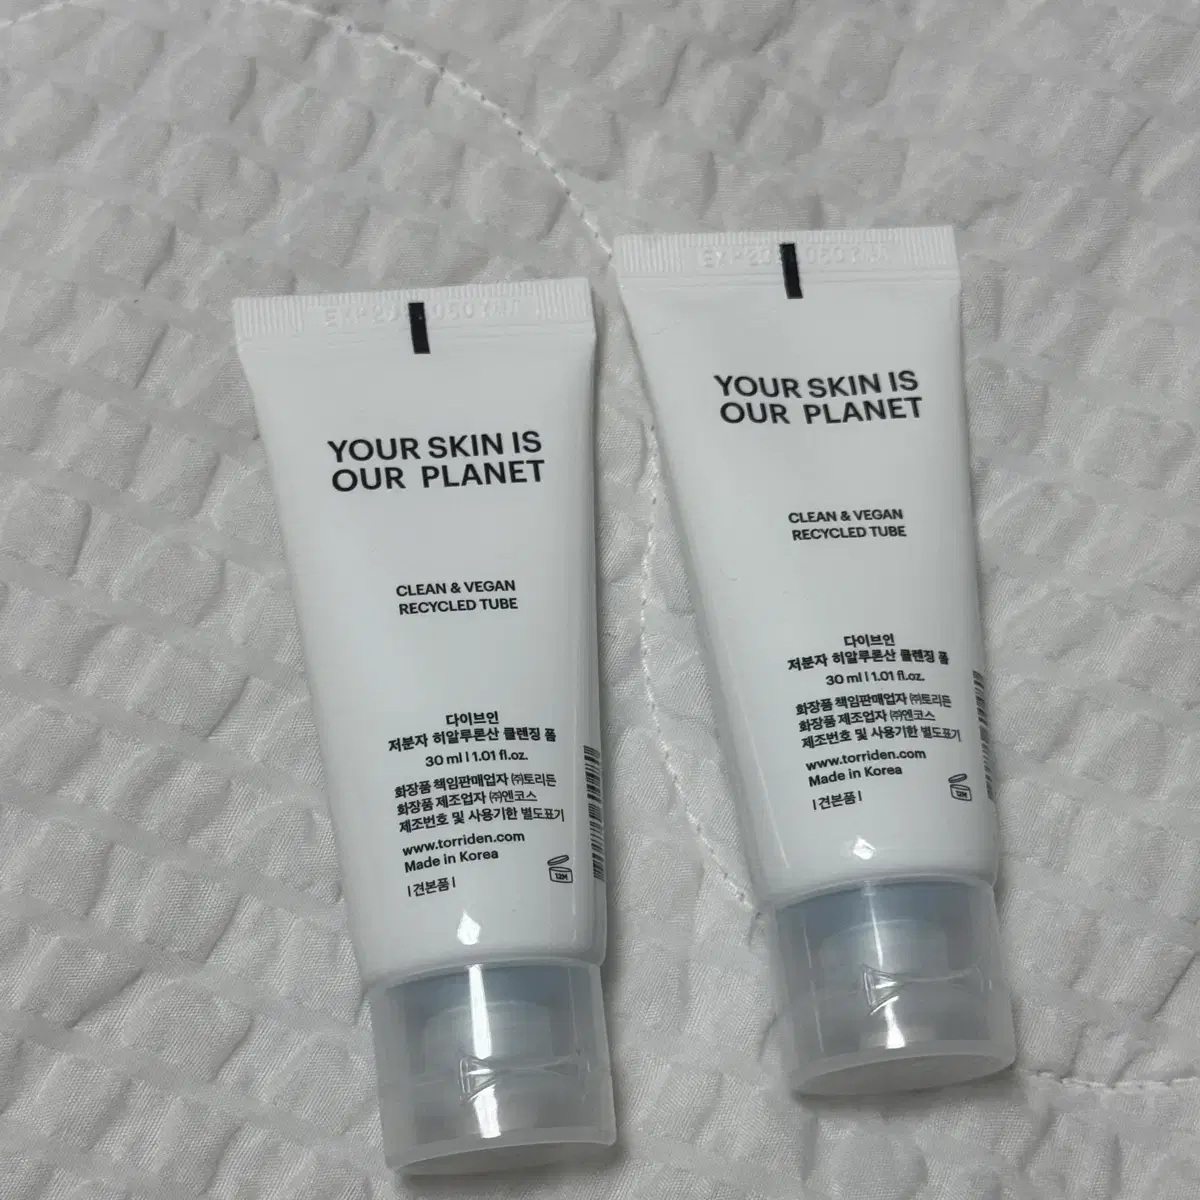 YOUR SKIN IS
OUR PLANET
CLEAN & VEGAN
RECYCLED TUBE
다이브인
저분자 히알루론산 클렌징 폼
30 ml | 1.01 fl.oz.
화장품 책임판매업자 ㈜토리든
화장품 제조업자 ㈜엔코스
제조번호 및 사용기한 별도표기
www.torriden.com
Made in Korea
|견본품|
12M
YOUR SKIN IS
OUR PLANET
CLEAN & VEGAN
RECYCLED TUBE
다이브인
저분자 히알루론산 클렌징 폼
30 ml | 1.01 fl.oz.
화장품 책임판매업자 ㈜토리든
화장품 제조업자 ㈜엔코스
제조번호 및 사용기한 별도표기
www.torriden.com
Made in Korea
|견본품|
12M